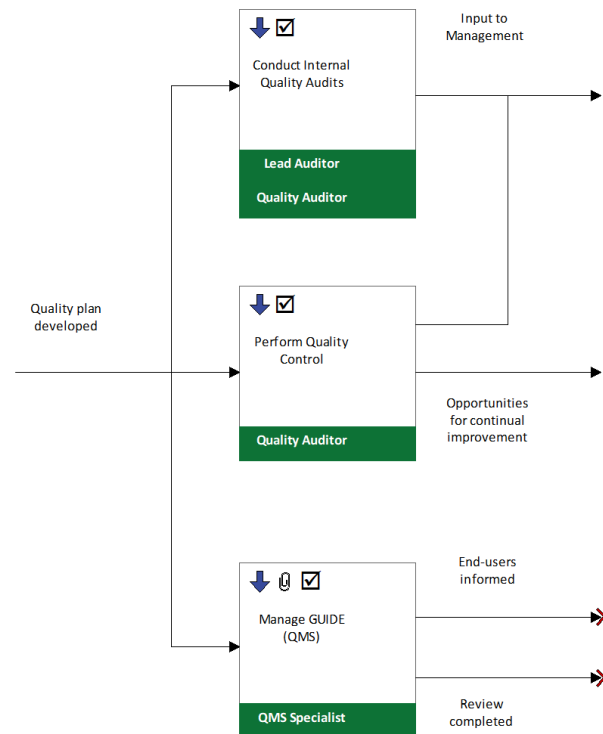 Input to
Management
Conduct Internal
Quality Audits
Lead Auditor
Quality Auditor
Quality plan
developed
Perform Quality
Control
Quality Auditor
Opportunities
for continual
improvement
End-users
informed
Manage GUIDE
(QMS)
QMS Specialist
Review
completed